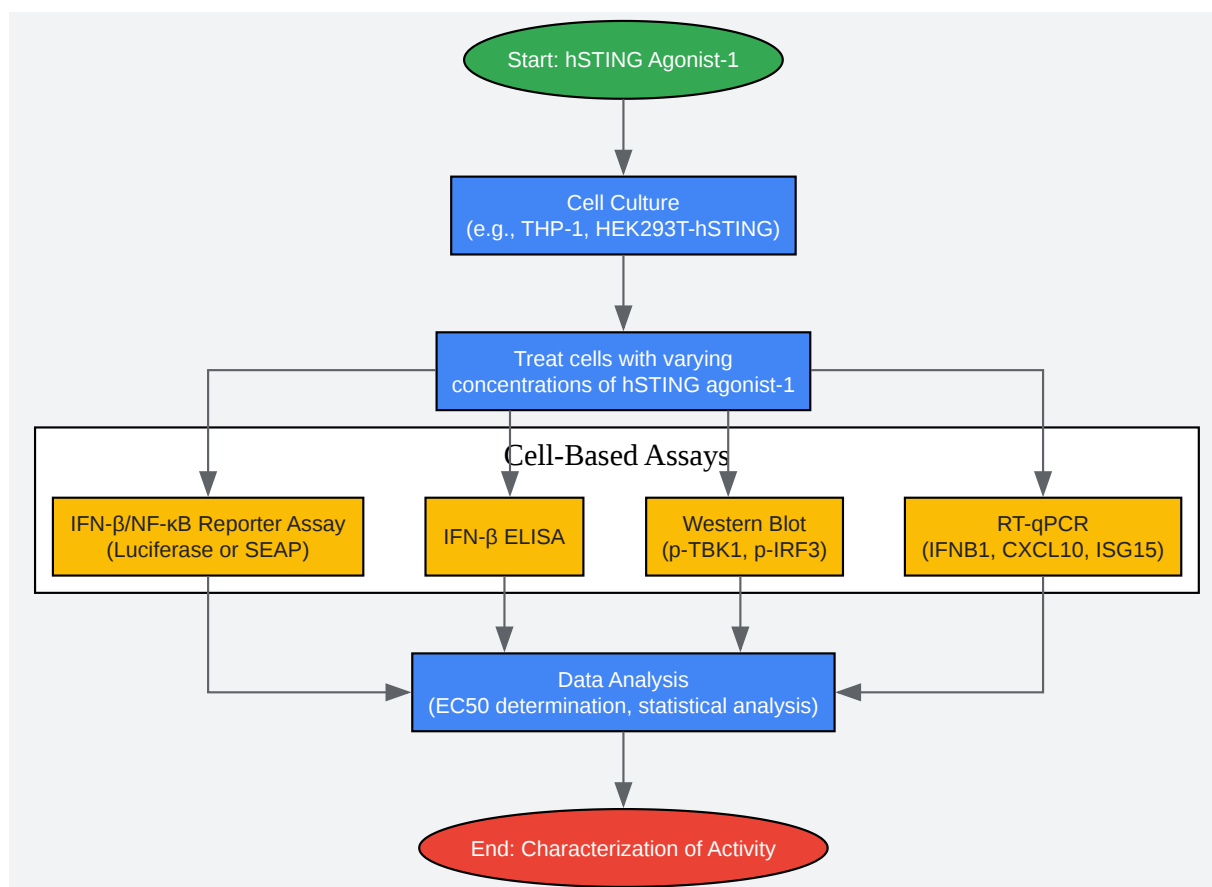 Start: hSTING Agonist-1
Cell Culture
(e.g., THP-1, HEK293T-hSTING)
Treat cells with varying
concentrations of hSTING agonist-1
Cell-Based Assays
IFN-β/NF-κB Reporter Assay
(Luciferase or SEAP)
IFN-β ELISA
Western Blot
(p-TBK1, p-IRF3)
RT-qPCR
(IFNB1, CXCL10, ISG15)
Data Analysis
(EC50 determination, statistical analysis)
End: Characterization of Activity